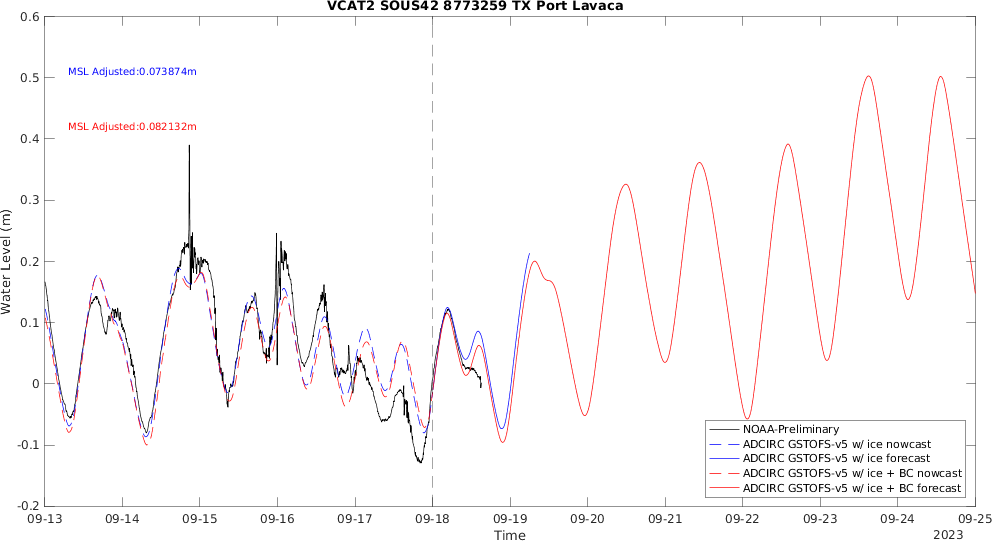 VCAT2 SOUS42 8773259 TX Port Lavaca
0.6
0.5
0.4
0.3
0.2
0.1
0
-0.1
-0.2
Water Level (m)
MSL Adjusted:0.073874m
MSL Adjusted:0.082132m
NOAA-Preliminary
ADCIRC GSTOFS-v5 w/ ice nowcast
ADCIRC GSTOFS-v5 w/ ice forecast
ADCIRC GSTOFS-v5 w/ ice + BC nowcast
ADCIRC GSTOFS-v5 w/ ice + BC forecast
09-13 09-14 09-15 09-16 09-17 09-18 09-19 09-20 09-21 09-22 09-23 09-24 09-25
Time
2023